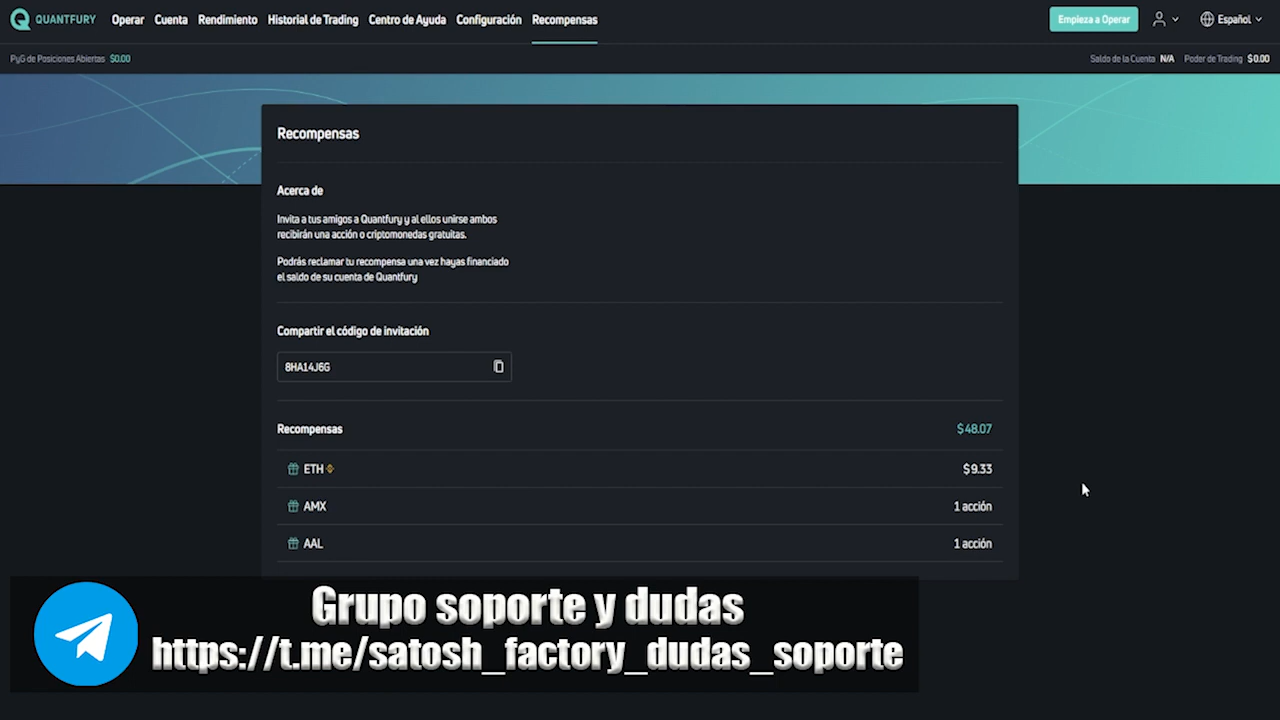 QUANTFURY Operar Cuenta Rendimiento Historial de Trading Centro de Ayuda Configuración Recompensas Empieza a Operar Español
PyG de Posiciones Abiertas $0.00 Saldo de la Cuenta N/A Poder de Trading $0.00
Recompensas
Acerca de
Invita a tus amigos a Quantfury y al ellos unirse ambos
recibirán una acción o criptomonedas gratuitas.
Podrás reclamar tu recompensa una vez hayas financiado
el saldo de su cuenta de Quantfury
Compartir el código de invitación
8HA14J6G
Recompensas $48.07
ETH $9.33
AMX 1 acción
AAL 1 acción
Grupo soporte y dudas
https://t.me/satosh_factory_dudas_soporte